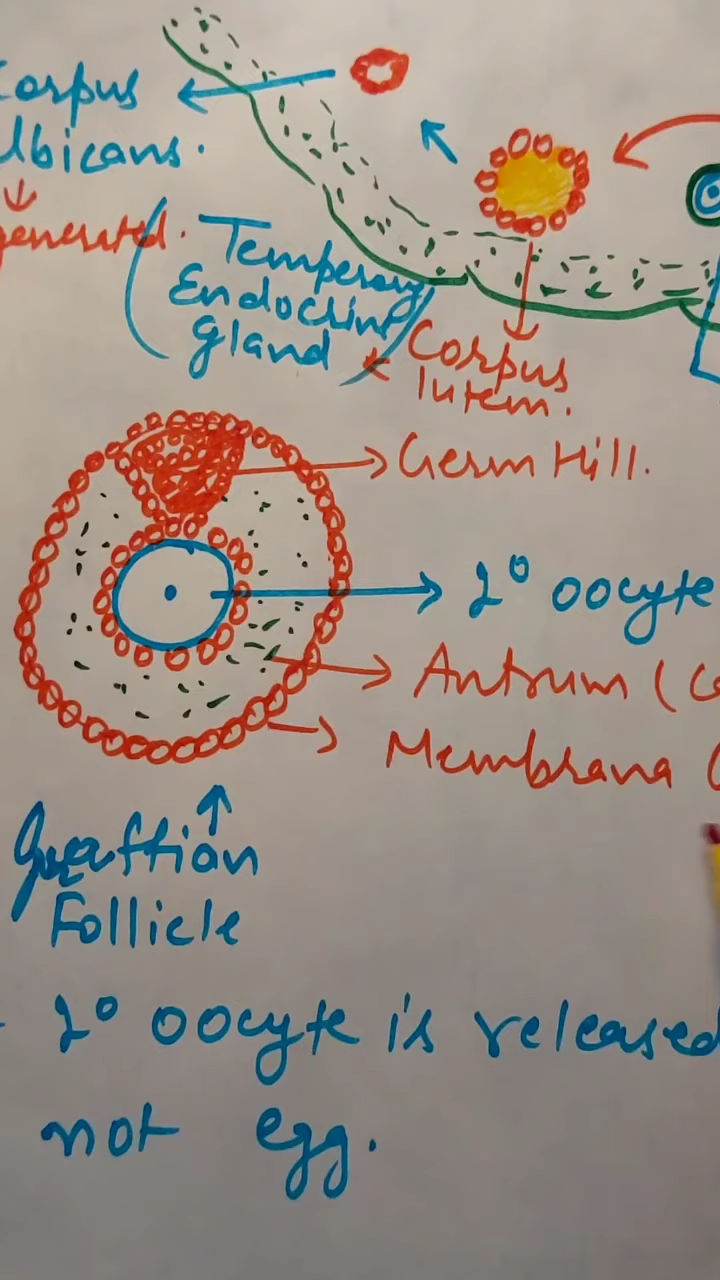 Corpus
Albicans.
generated.
(Temperary
Endocrine
gland)
Corpus
lutem.
Germ Hill.
2° oocyte
Antrum (
Membrana (
Graffian
Follicle
2° oocyte is released
not egg.